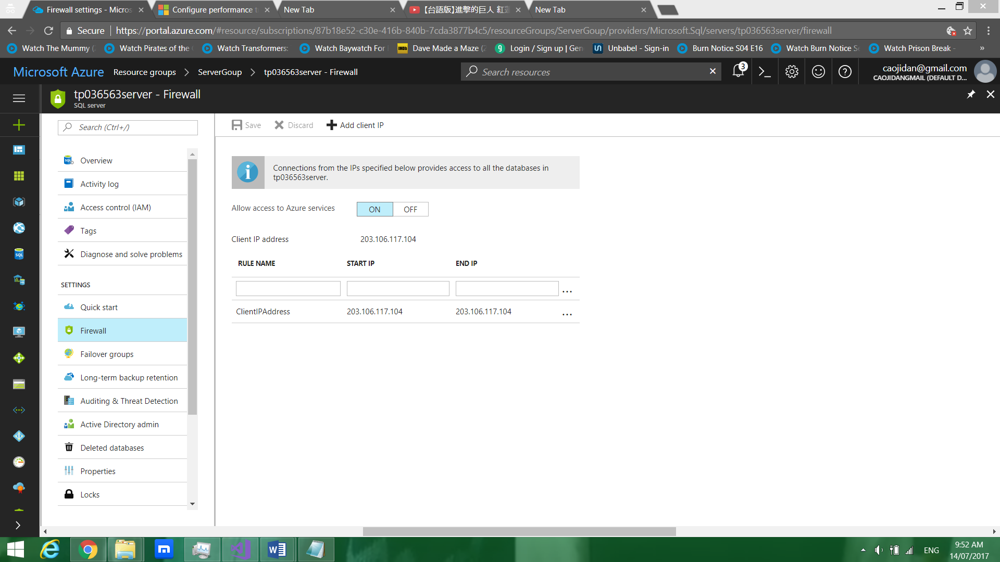 Firewall settings - Micros
Configure performance t
New Tab
【台語版】進擊的巨人 紅蓮
New Tab
Secure
https://portal.azure.com/#resource/subscriptions/87b18e52-c30e-416b-840b-7cda3877b4c5/resourceGroups/ServerGoup/providers/Microsoft.Sql/servers/tp036563server/firewall
Watch The Mummy (
Watch Pirates of the
Watch Transformers:
Watch Baywatch For
IMDb
Dave Made a Maze (2
Login / Sign up | Gen
Unbabel - Sign-in
Burn Notice S04 E16
Watch Burn Notice S
Watch Prison Break -
»
Microsoft Azure
Resource groups
ServerGoup
tp036563server - Firewall
Search resources
3
caojidan@gmail.com
CAOJIDANGMAIL (DEFAULT D...
tp036563server - Firewall
SQL server
Search (Ctrl+/)
Overview
Activity log
Access control (IAM)
Tags
Diagnose and solve problems
SETTINGS
Quick start
Firewall
Failover groups
Long-term backup retention
Auditing & Threat Detection
Active Directory admin
Deleted databases
Properties
Locks
Save
Discard
Add client IP
Connections from the IPs specified below provides access to all the databases in
tp036563server.
Allow access to Azure services
ON
OFF
Client IP address
203.106.117.104
RULE NAME
START IP
END IP
...
ClientIPAddress
203.106.117.104
203.106.117.104
...
ENG
9:52 AM
14/07/2017